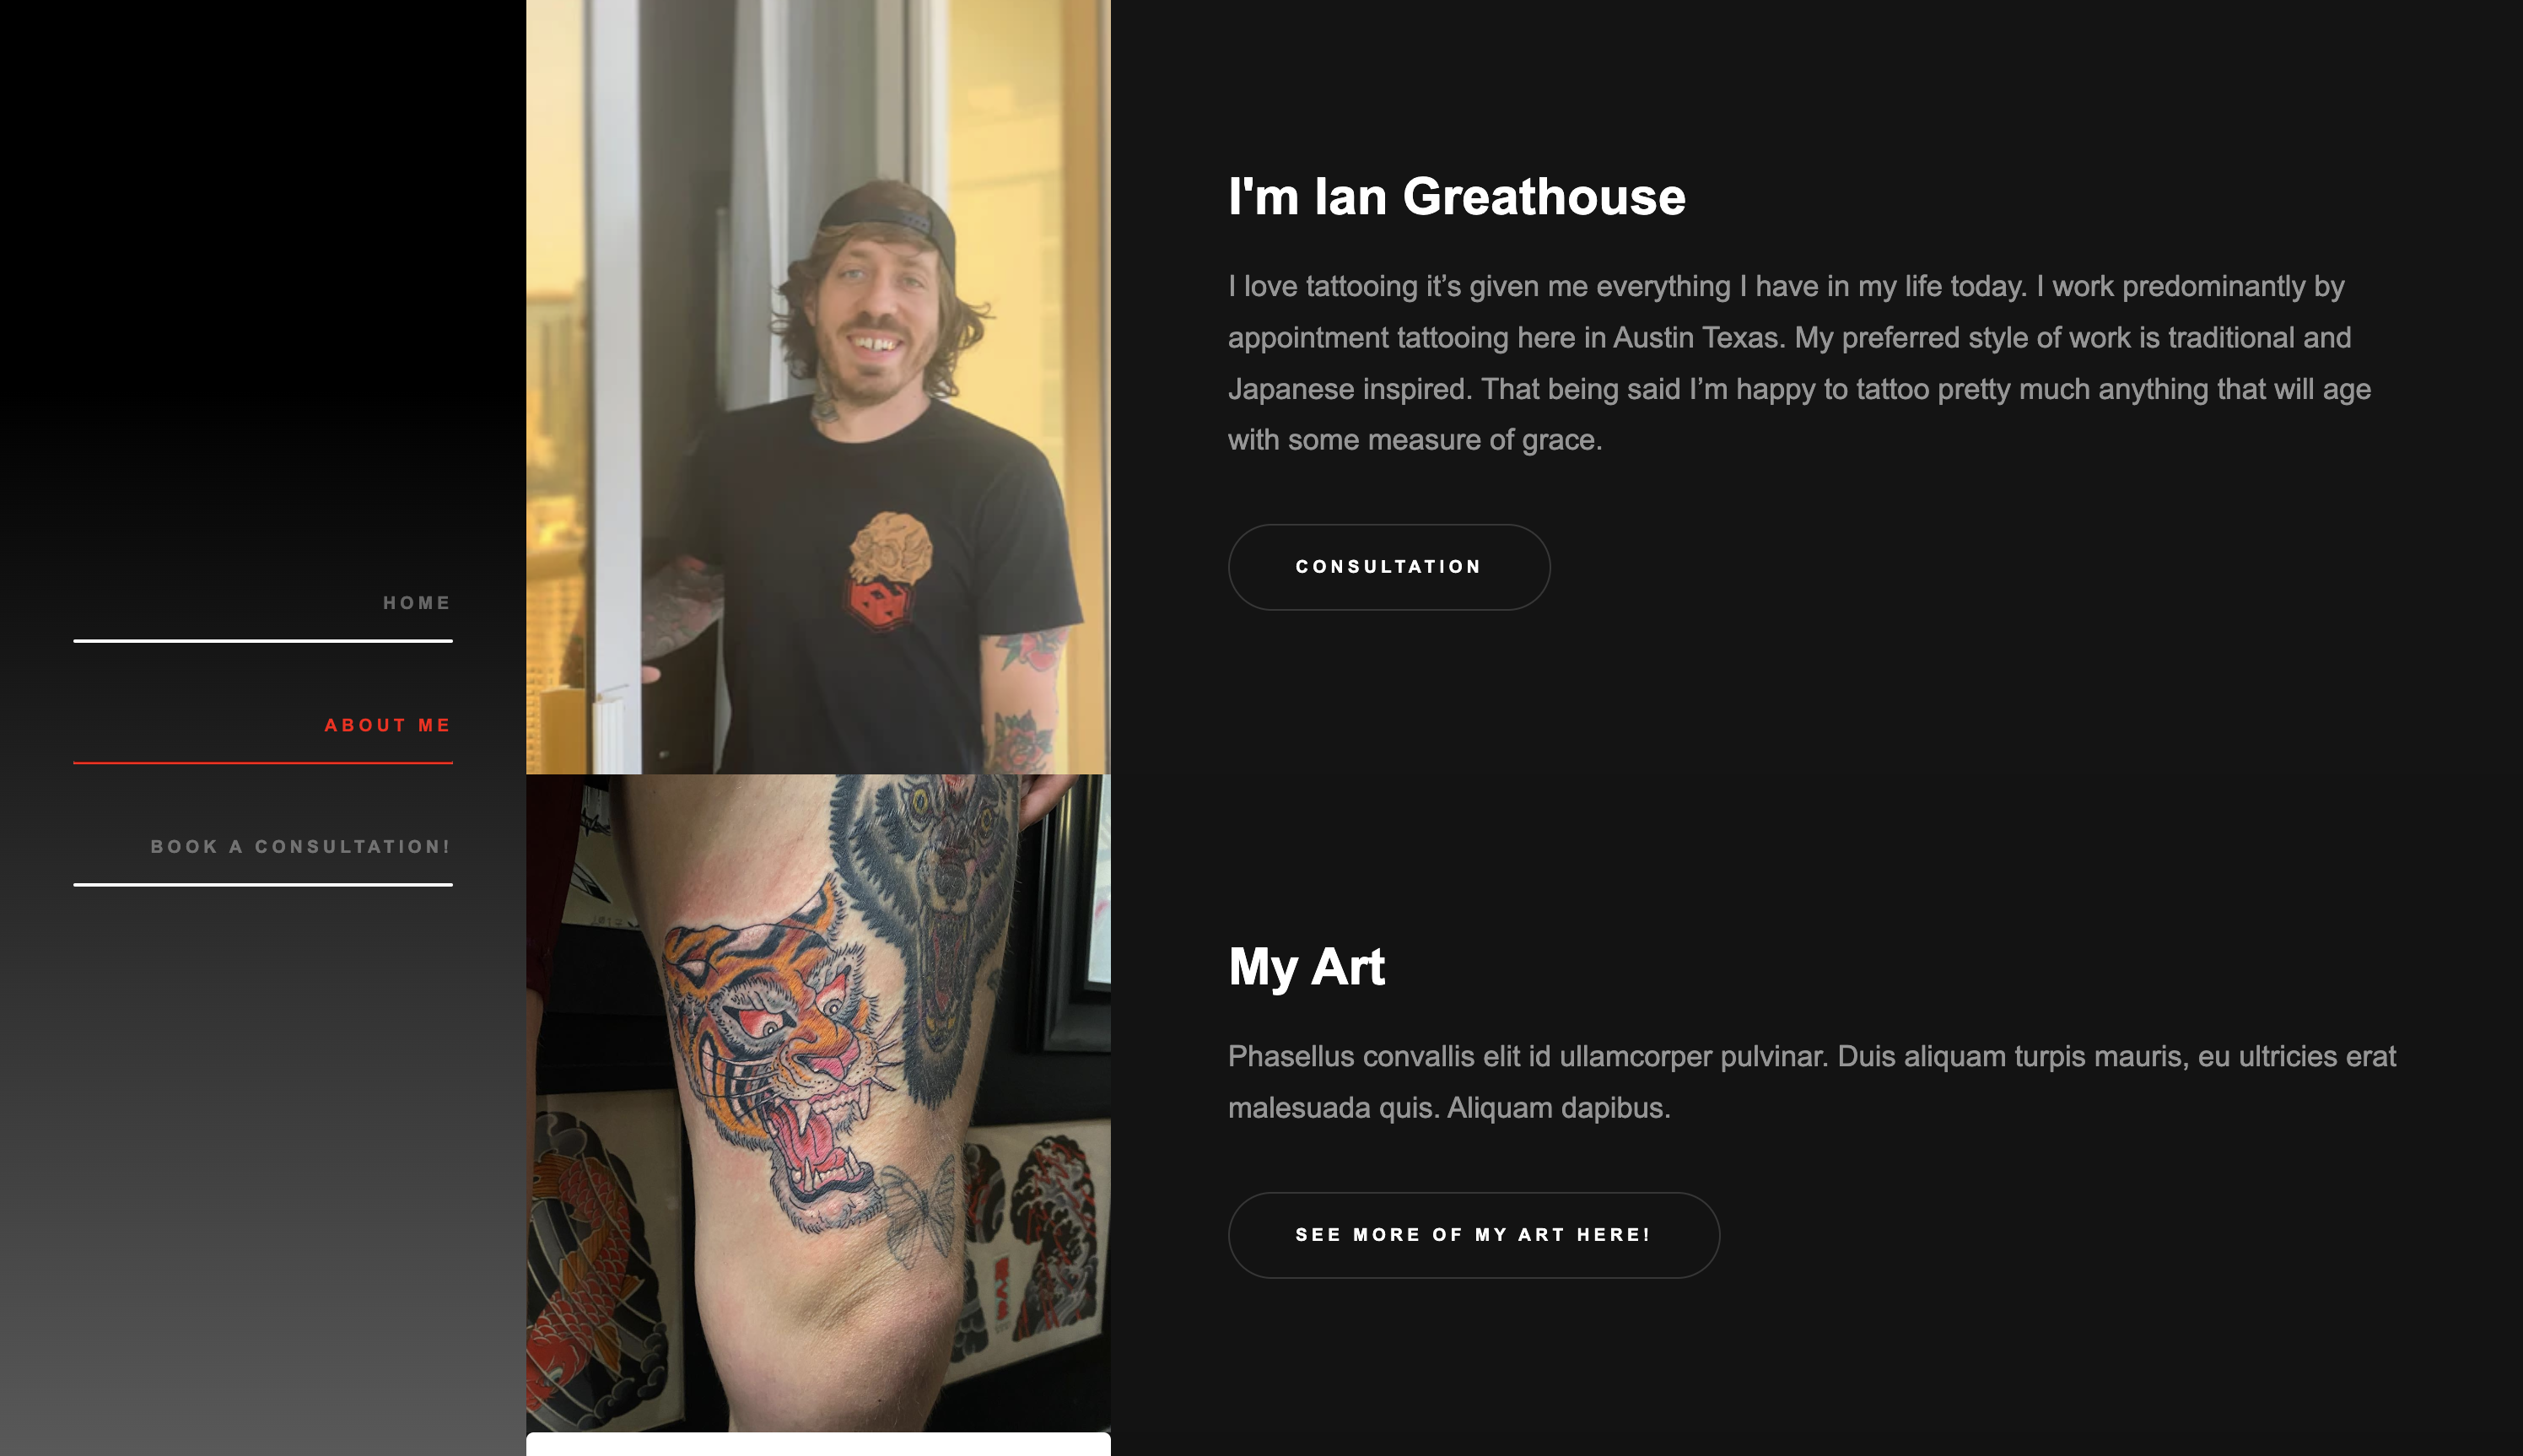 HOME
ABOUT ME
BOOK A CONSULTATION!
I'm Ian Greathouse
I love tattooing it’s given me everything I have in my life today. I work predominantly by
appointment tattooing here in Austin Texas. My preferred style of work is traditional and
Japanese inspired. That being said I’m happy to tattoo pretty much anything that will age
with some measure of grace.
CONSULTATION
My Art
Phasellus convallis elit id ullamcorper pulvinar. Duis aliquam turpis mauris, eu ultricies erat
malesuada quis. Aliquam dapibus.
SEE MORE OF MY ART HERE!